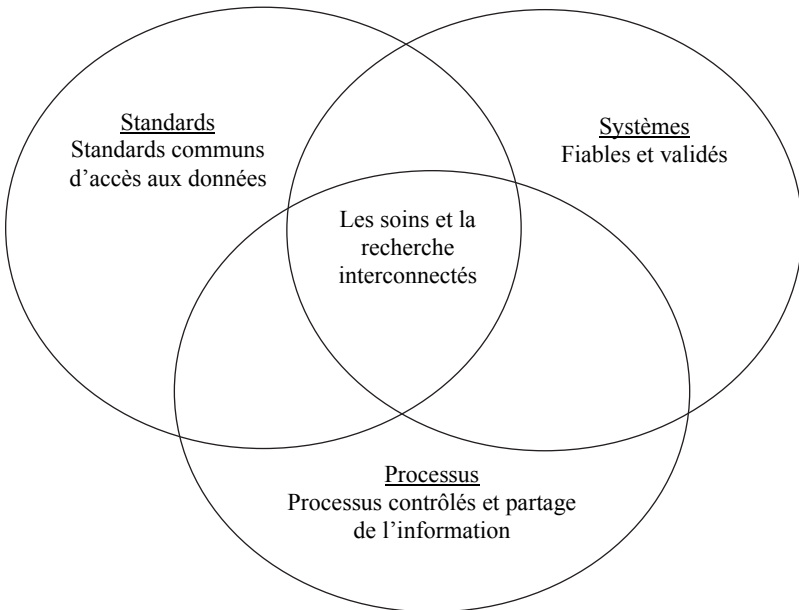 Standards
Standards communs
d’accès aux données
Systèmes
Fiables et validés
Les soins et la
recherche
interconnectés
Processus
Processus contrôlés et partage
de l’information